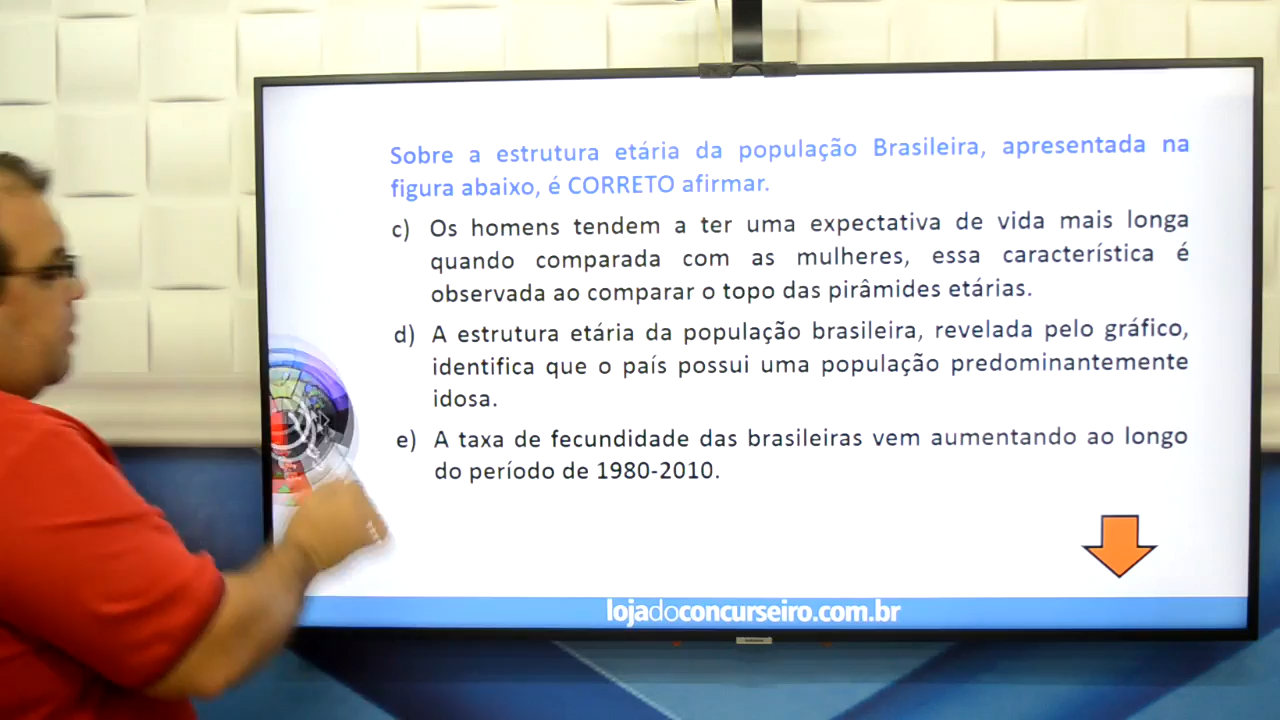 Sobre a estrutura etária da população Brasileira, apresentada na
figura abaixo, é CORRETO afirmar.
c) Os homens tendem a ter uma expectativa de vida mais longa
quando comparada com as mulheres, essa característica é
observada ao comparar o topo das pirâmides etárias.
d) A estrutura etária da população brasileira, revelada pelo gráfico,
identifica que o país possui uma população predominantemente
idosa.
e) A taxa de fecundidade das brasileiras vem aumentando ao longo
do período de 1980-2010.
lojadoconcurseiro.com.br